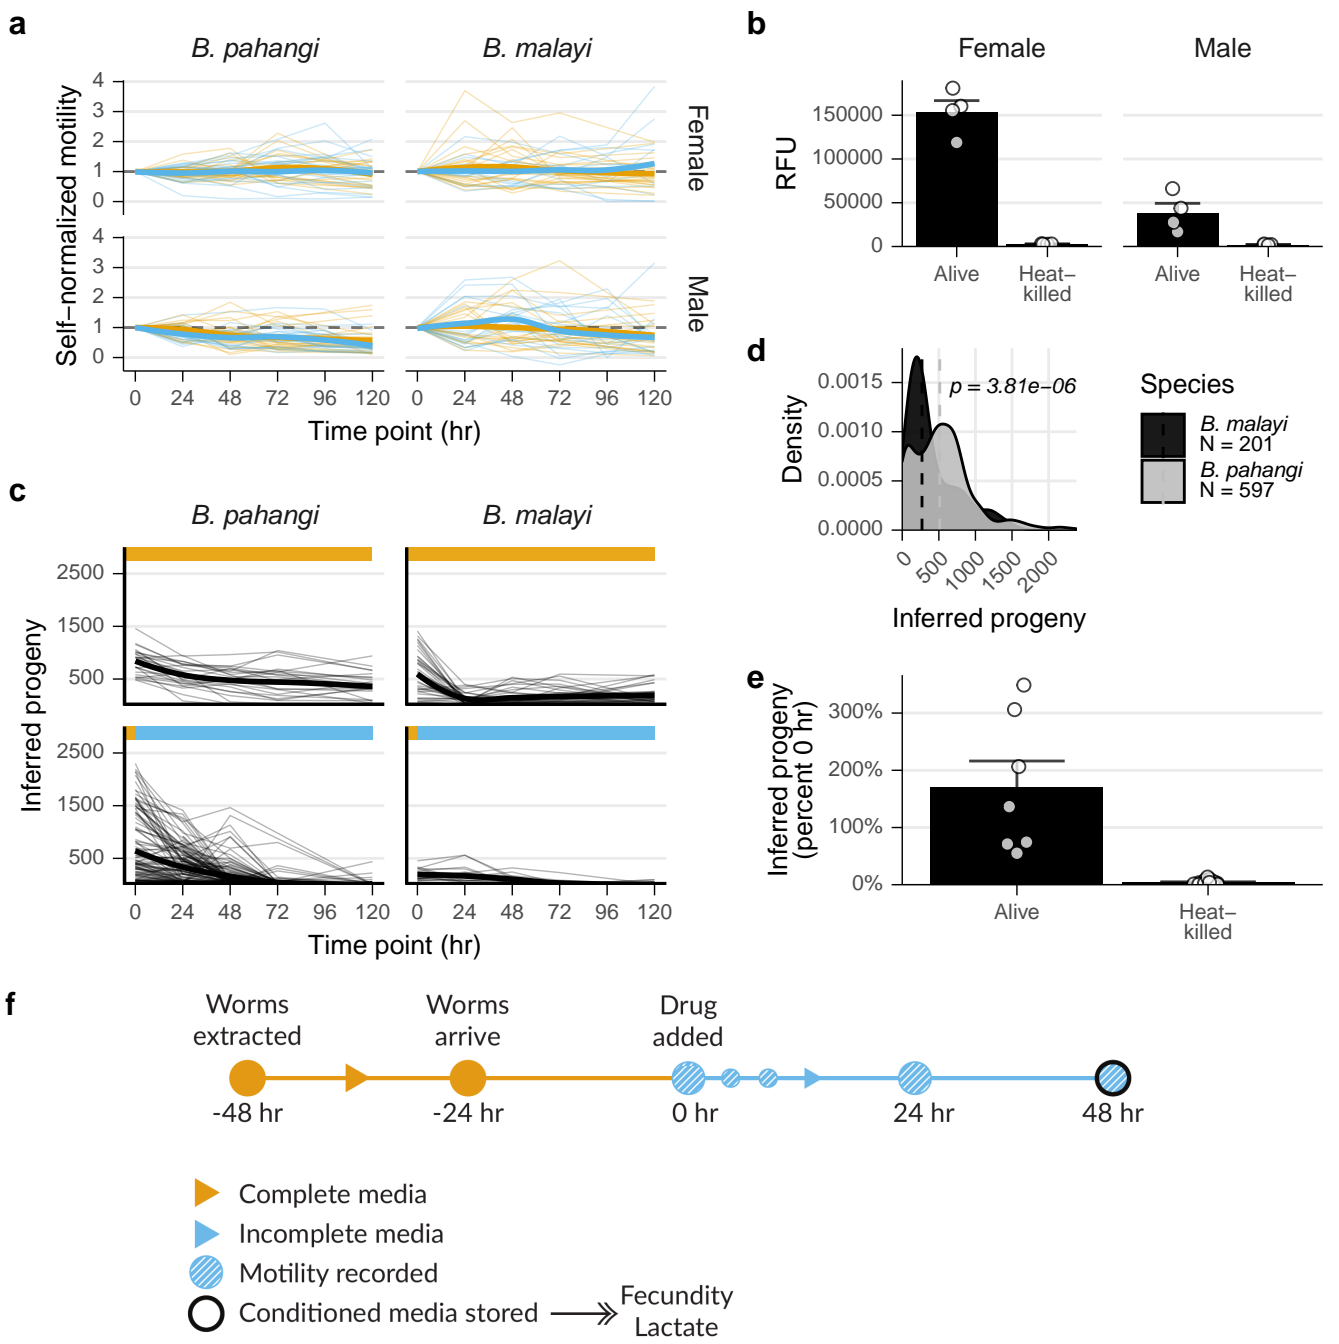 a
B. pahangi
B. malayi
Self−normalized motility
4
3
2
1
0
Female
4
3
2
1
0
Male
0
24
48
72
96
120
0
24
48
72
96
120
Time point (hr)
b
Female
Male
RFU
150000
100000
50000
0
Alive
Heat−
killed
Alive
Heat−
killed
c
B. pahangi
B. malayi
Inferred progeny
2500
1500
500
2500
1500
500
0
24
48
72
96
120
0
24
48
72
96
120
Time point (hr)
d
Density
0.0015
0.0010
0.0005
0.0000
p = 3.81e−06
0
500
1000
1500
2000
Inferred progeny
Species
B. malayi
N = 201
B. pahangi
N = 597
e
Inferred progeny
(percent 0 hr)
300%
200%
100%
0%
Alive
Heat−
killed
f
Worms
extracted
Worms
arrive
Drug
added
-48 hr
-24 hr
0 hr
24 hr
48 hr
Complete media
Incomplete media
Motility recorded
Conditioned media stored
Fecundity
Lactate